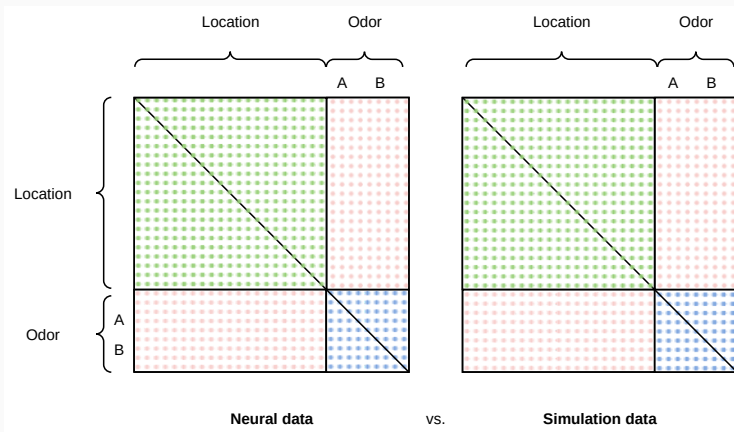 Location Odor Location Odor
A B A B
Location
Odor
A
B
Neural data vs. Simulation data